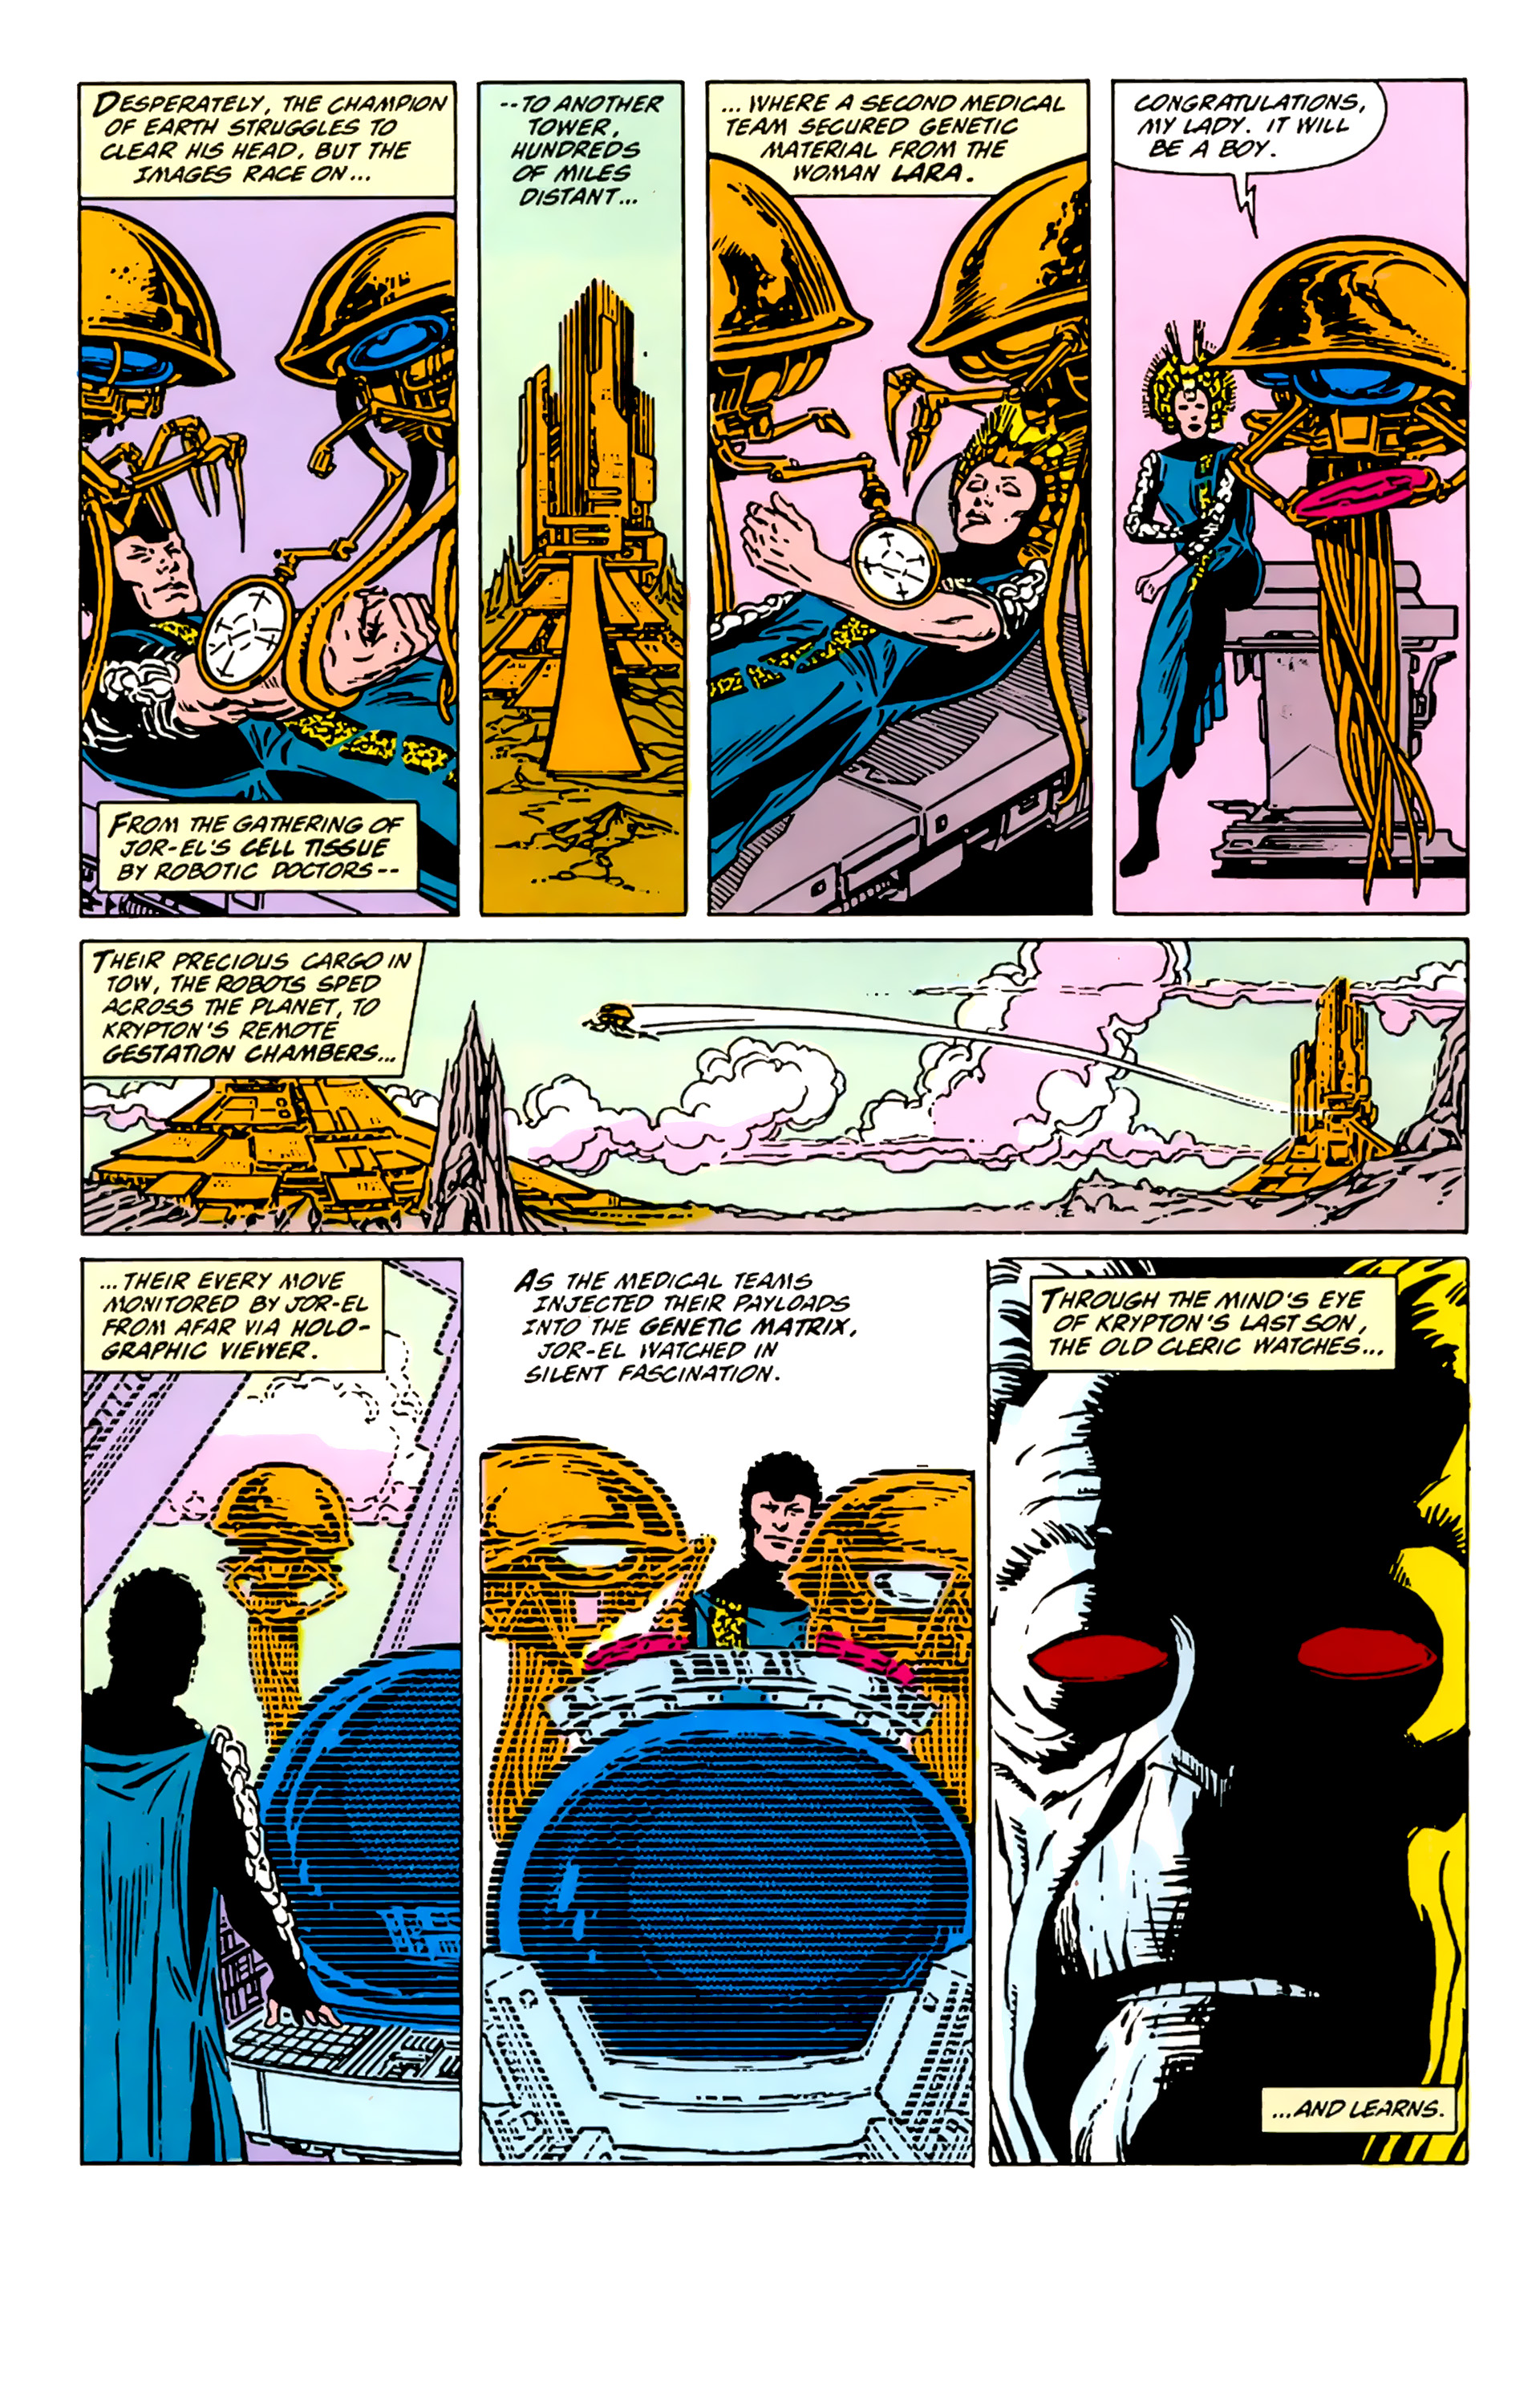 DESPERATELY, THE CHAMPION
OF EARTH STRUGGLES TO
CLEAR HIS HEAD, BUT THE
IMAGES RACE ON...
FROM THE GATHERING OF
JOR-EL'S CELL TISSUE
BY ROBOTIC DOCTORS--
--TO ANOTHER
TOWER,
HUNDREDS
OF MILES
DISTANT...
...WHERE A SECOND MEDICAL
TEAM SECURED GENETIC
MATERIAL FROM THE
WOMAN LARA.
CONGRATULATIONS,
MY LADY. IT WILL
BE A BOY.
THEIR PRECIOUS CARGO IN
TOW, THE ROBOTS SPED
ACROSS THE PLANET, TO
KRYPTON'S REMOTE
GESTATION CHAMBERS...
...THEIR EVERY MOVE
MONITORED BY JOR-EL
FROM AFAR VIA HOLO-
GRAPHIC VIEWER.
AS THE MEDICAL TEAMS
INJECTED THEIR PAYLOADS
INTO THE GENETIC MATRIX,
JOR-EL WATCHED IN
SILENT FASCINATION.
THROUGH THE MIND'S EYE
OF KRYPTON'S LAST SON,
THE OLD CLERIC WATCHES...
...AND LEARNS.